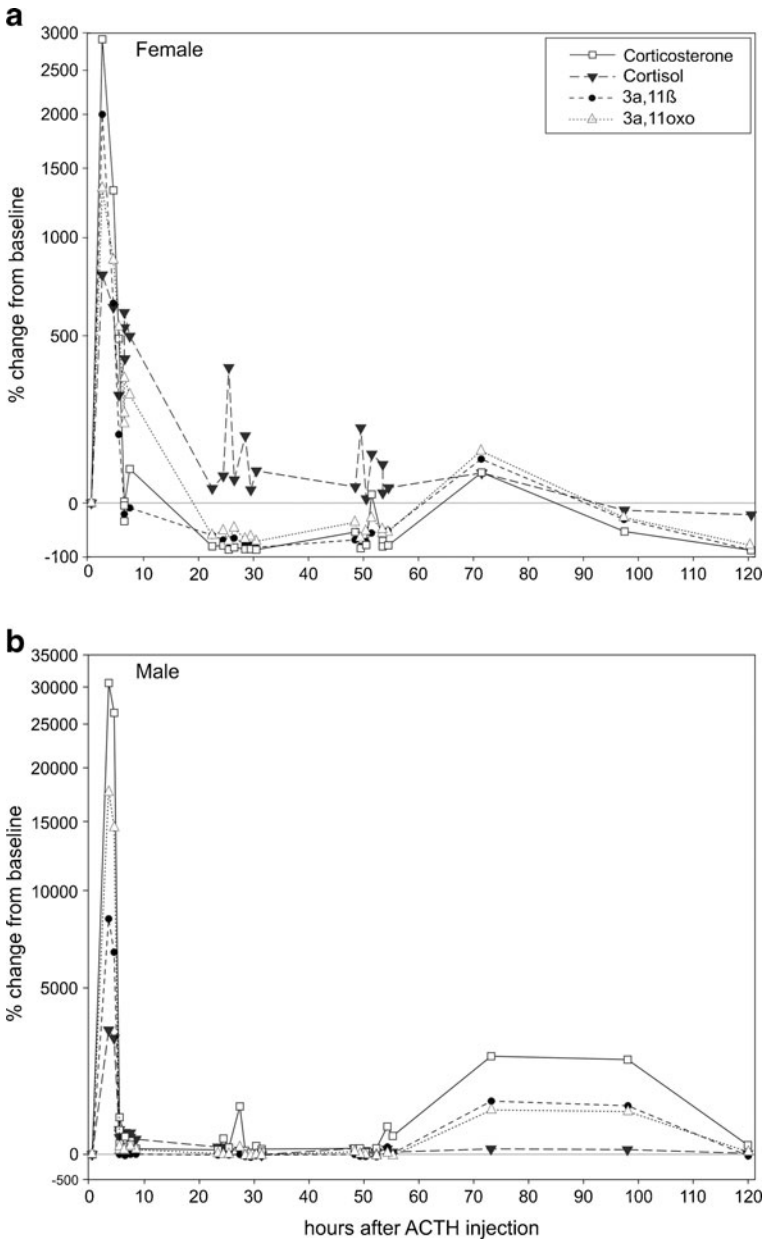 a
Female
Corticosterone
Cortisol
3a,11ß
3a,11oxo
% change from baseline
3000
2500
2000
1500
1000
500
0
-100
0 10 20 30 40 50 60 70 80 90 100 110 120
b
Male
% change from baseline
35000
30000
25000
20000
15000
10000
5000
0
-500
0 10 20 30 40 50 60 70 80 90 100 110 120
hours after ACTH injection